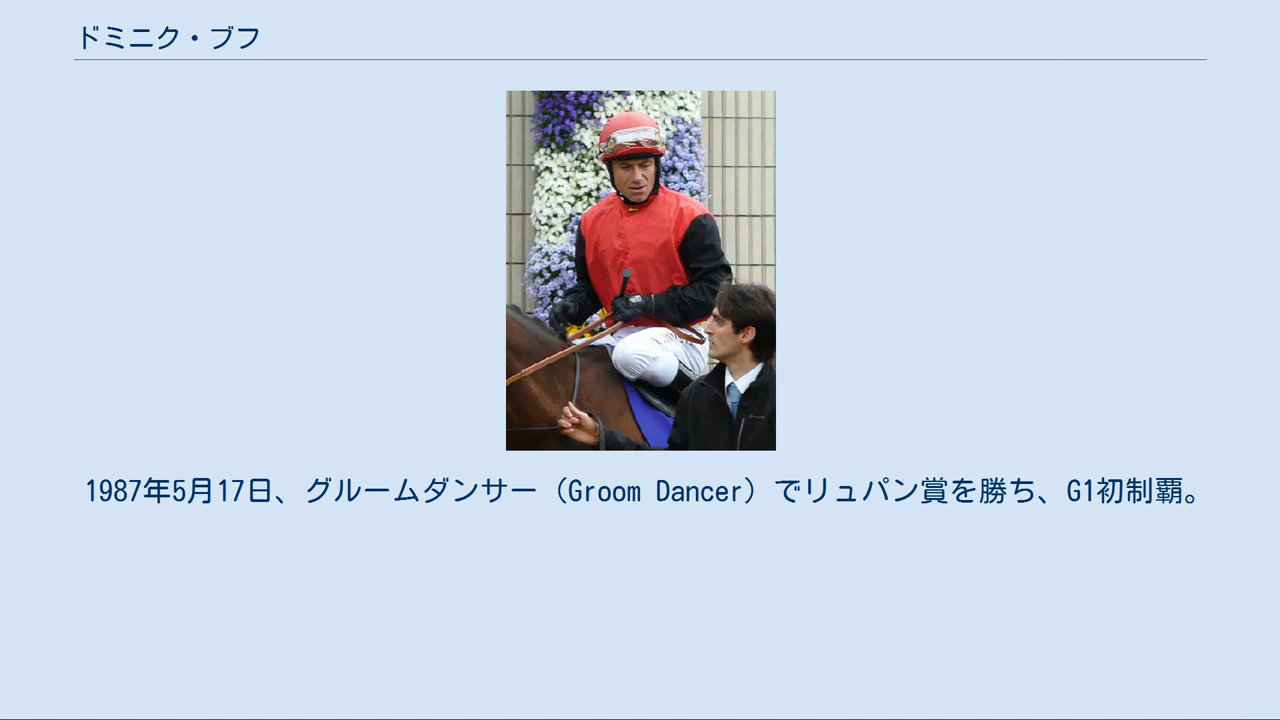 ドミニク・ブフ
1987年5月17日、グルームダンサー（Groom Dancer）でリュパン賞を勝ち、G1初制覇。